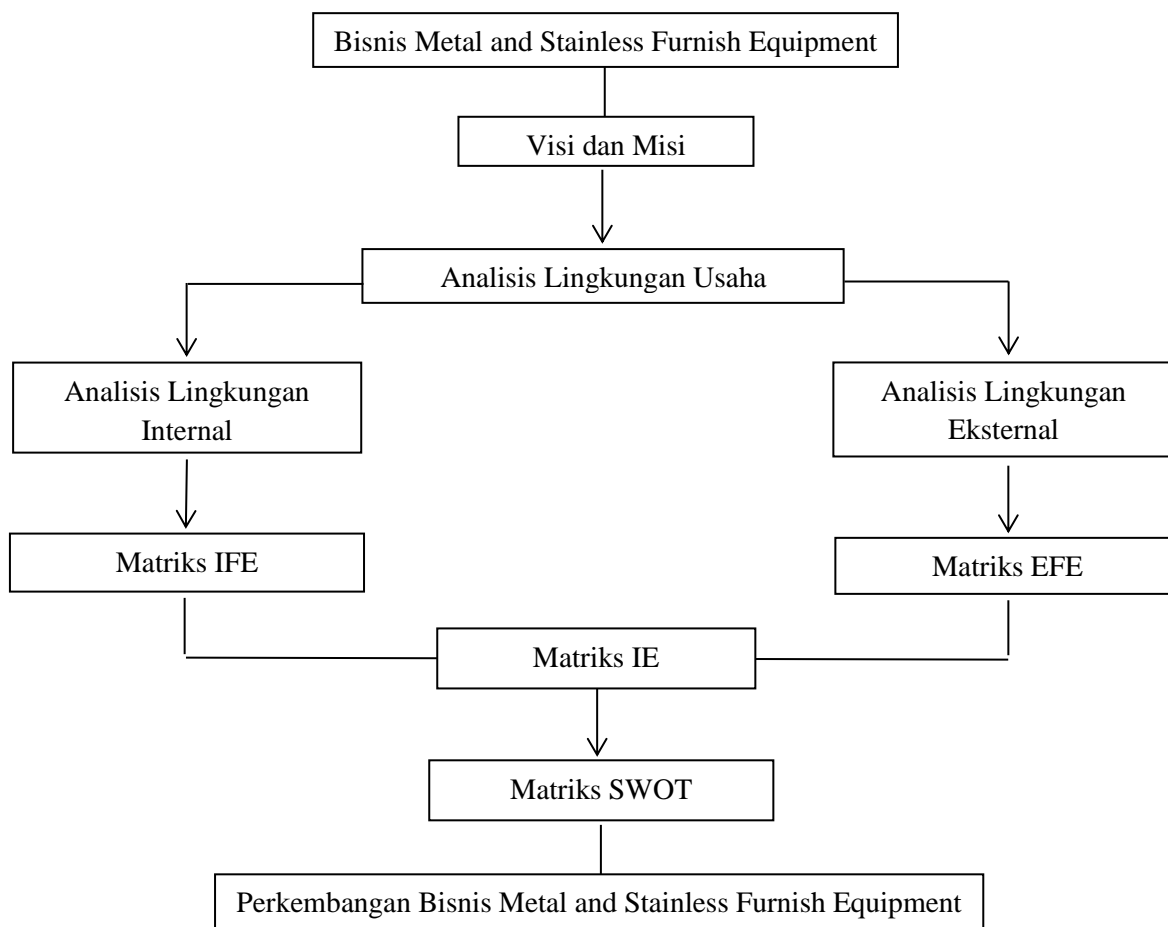 Bisnis Metal and Stainless Furnish Equipment
Visi dan Misi
Analisis Lingkungan Usaha
Analisis Lingkungan
Internal
Analisis Lingkungan
Eksternal
Matriks IFE
Matriks EFE
Matriks IE
Matriks SWOT
Perkembangan Bisnis Metal and Stainless Furnish Equipment